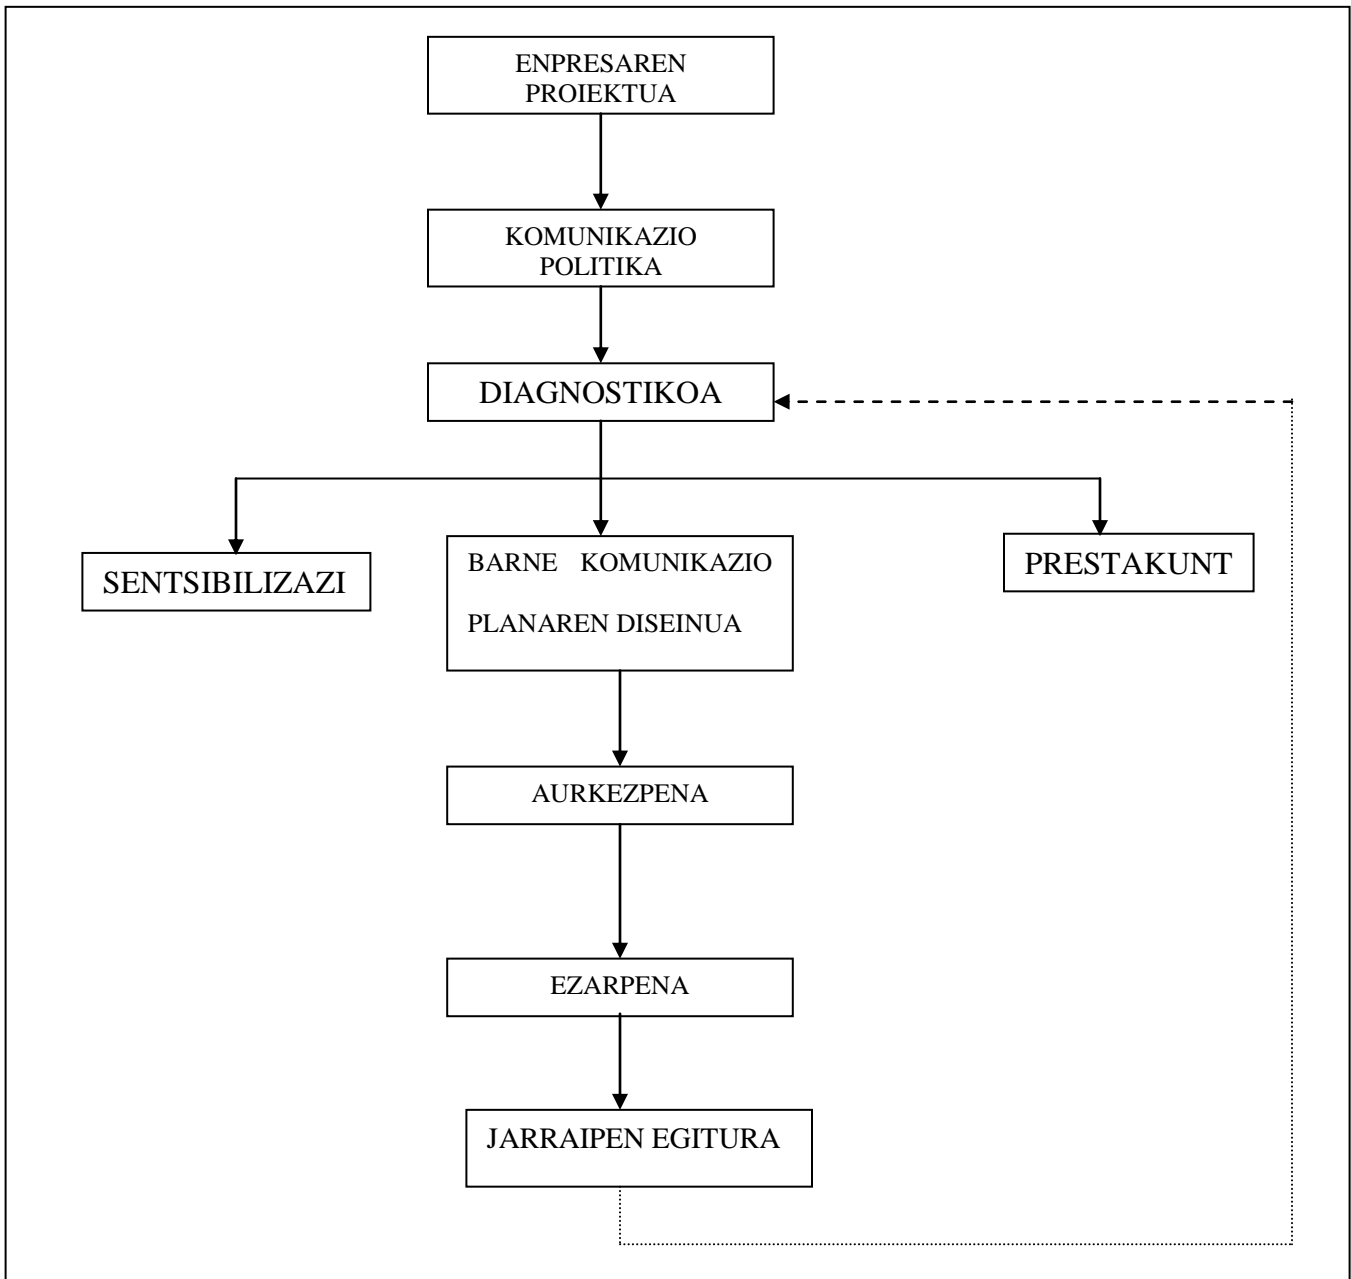 ENPRESAREN
PROIEKTUA
KOMUNIKAZIO
POLITIKA
DIAGNOSTIKOA
SENTSIBILIZAZI
BARNE KOMUNIKAZIO
PLANAREN DISEINUA
PRESTAKUNT
AURKEZPENA
EZARPENA
JARRAIPEN EGITURA